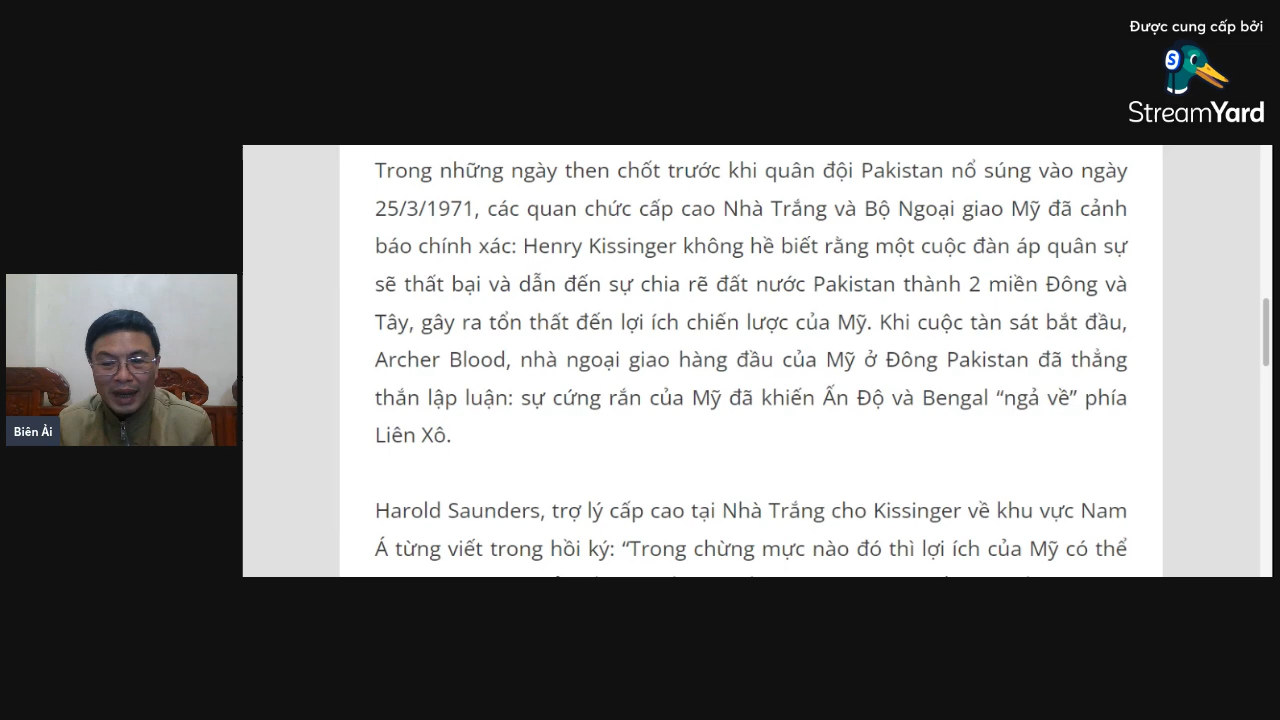 Được cung cấp bởi
StreamYard
Trong những ngày then chốt trước khi quân đội Pakistan nổ súng vào ngày
25/3/1971, các quan chức cấp cao Nhà Trắng và Bộ Ngoại giao Mỹ đã cảnh
báo chính xác: Henry Kissinger không hề biết rằng một cuộc đàn áp quân sự
sẽ thất bại và dẫn đến sự chia rẽ đất nước Pakistan thành 2 miền Đông và
Tây, gây ra tổn thất đến lợi ích chiến lược của Mỹ. Khi cuộc tàn sát bắt đầu,
Archer Blood, nhà ngoại giao hàng đầu của Mỹ ở Đông Pakistan đã thẳng
thắn lập luận: sự cứng rắn của Mỹ đã khiến Ấn Độ và Bengal “ngả về” phía
Liên Xô.
Harold Saunders, trợ lý cấp cao tại Nhà Trắng cho Kissinger về khu vực Nam
Á từng viết trong hồi ký: “Trong chừng mực nào đó thì lợi ích của Mỹ có thể
Biên Ải